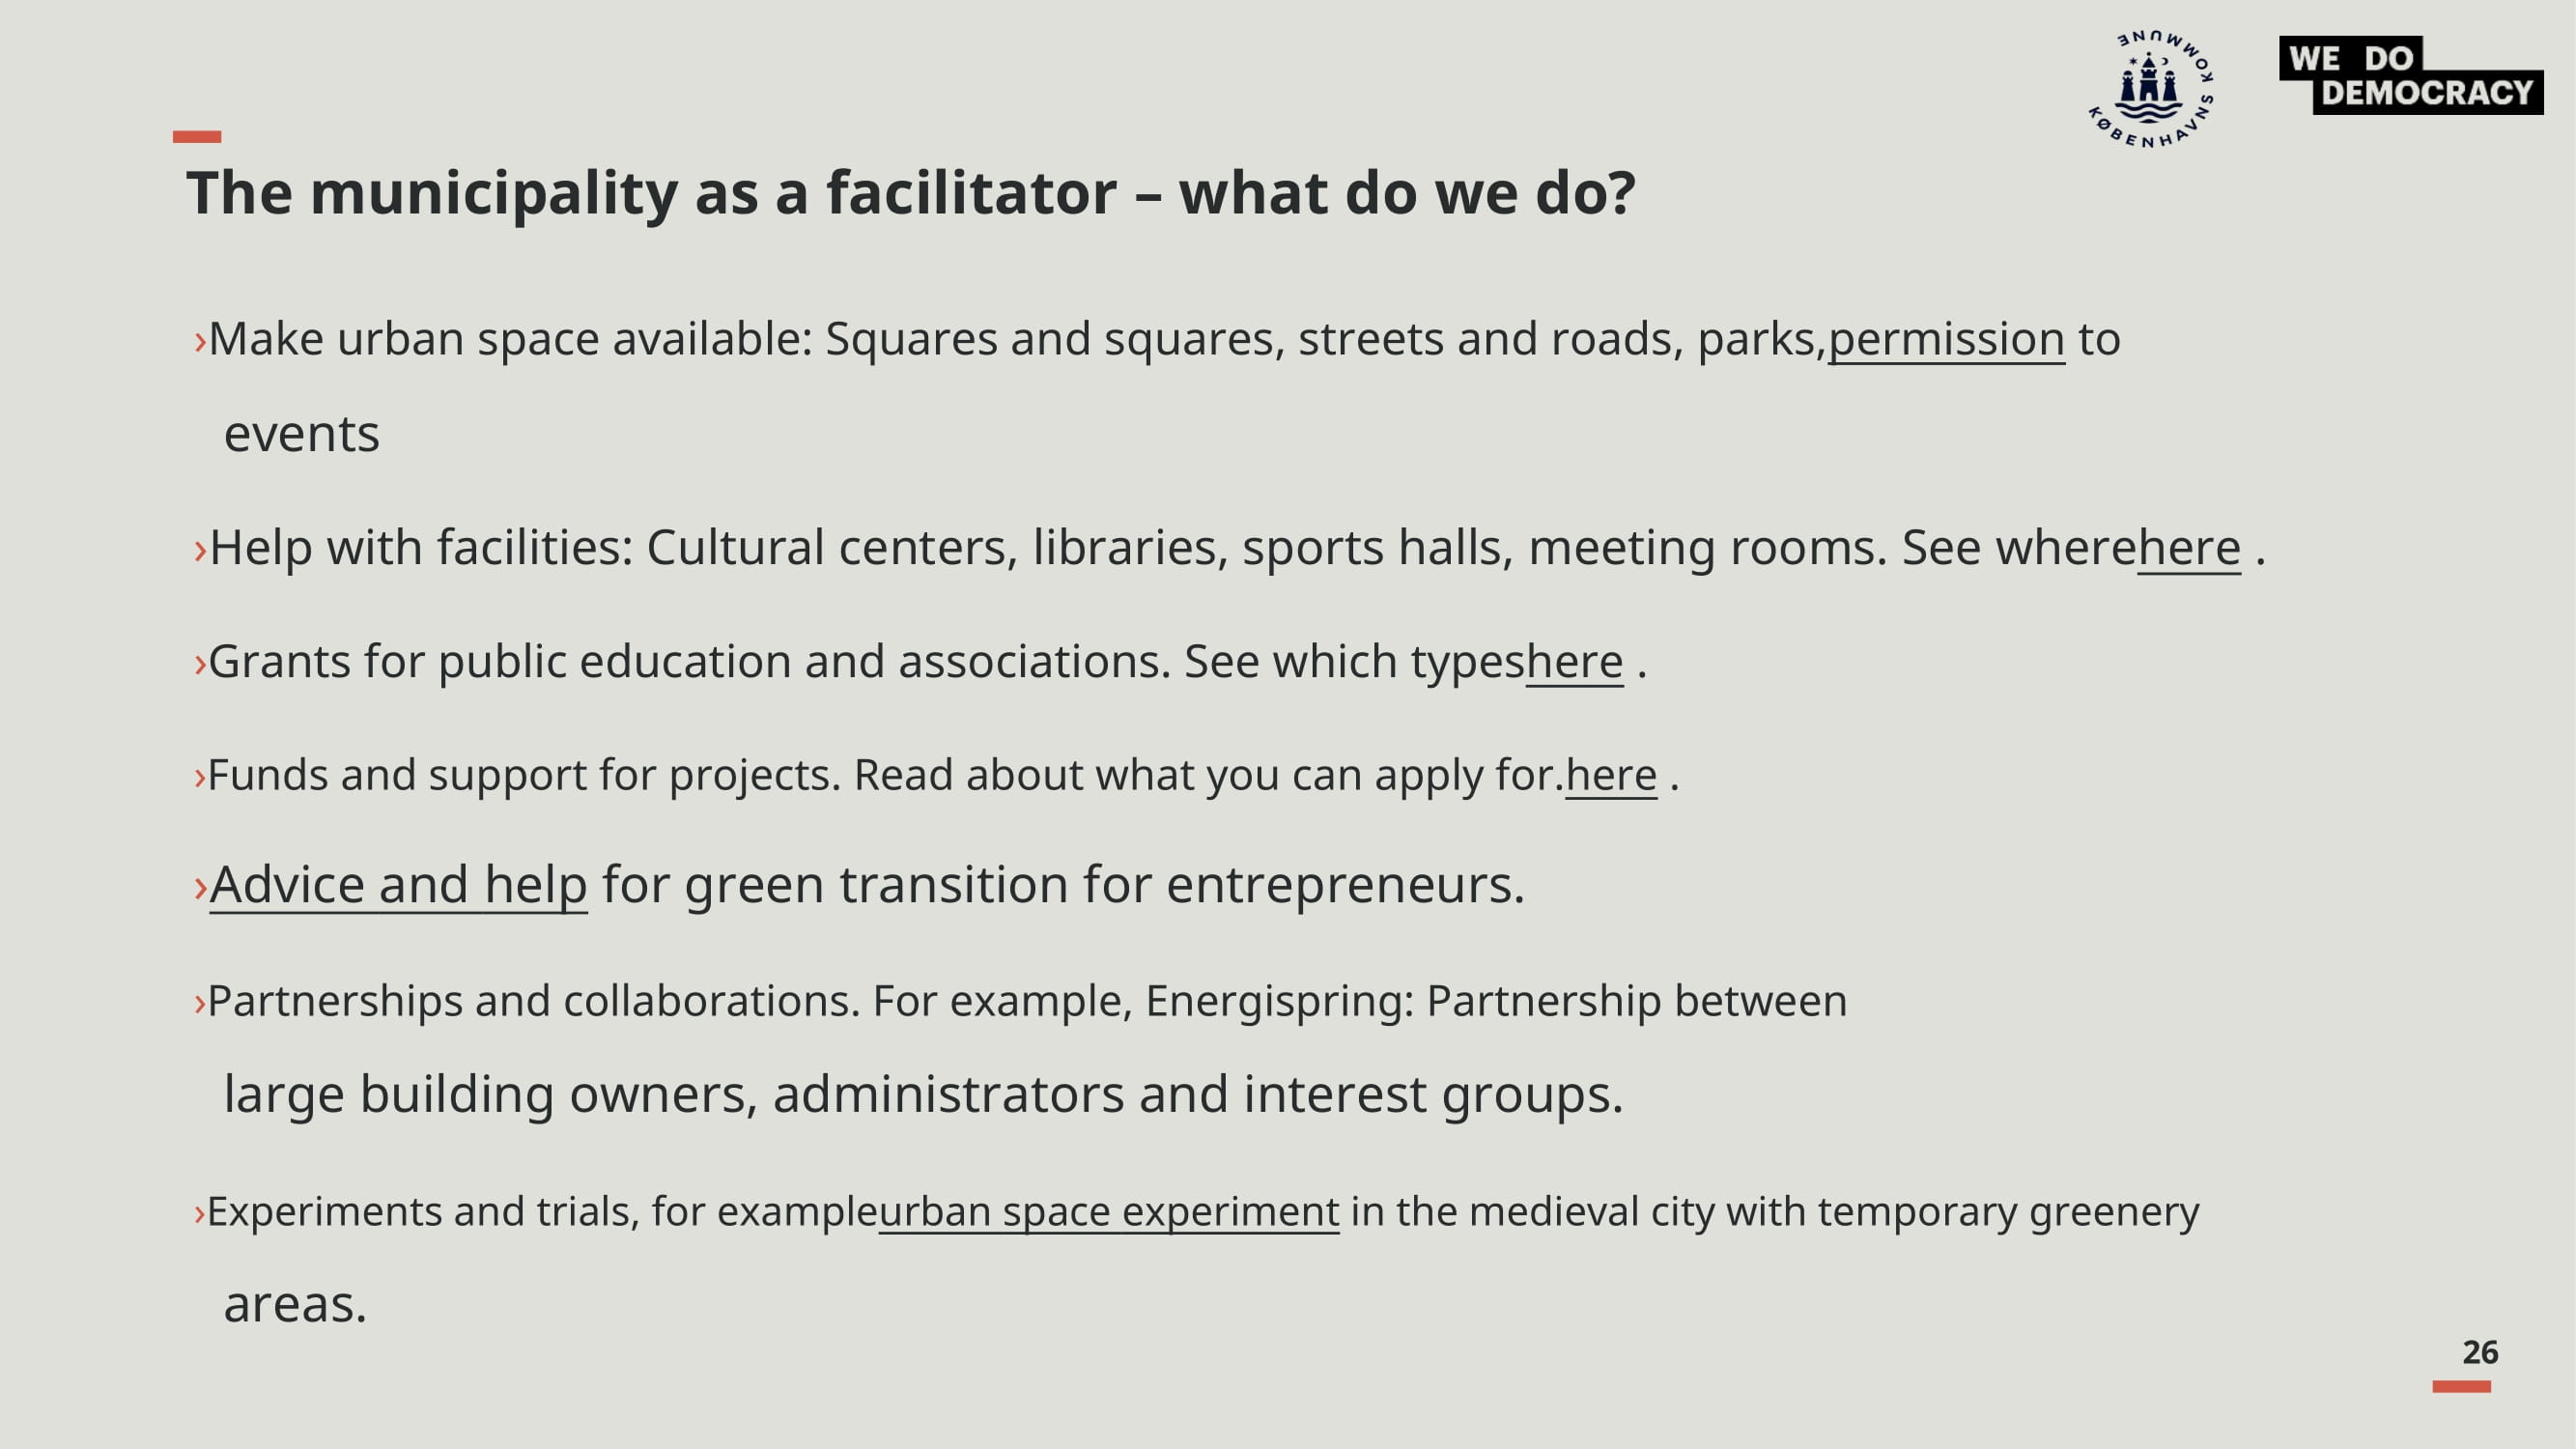 KØBENHAVNS KOMMUNE
WE DO
DEMOCRACY
The municipality as a facilitator – what do we do?
›Make urban space available: Squares and squares, streets and roads, parks,permission to
events
›Help with facilities: Cultural centers, libraries, sports halls, meeting rooms. See wherehere .
›Grants for public education and associations. See which typeshere .
›Funds and support for projects. Read about what you can apply for.here .
›Advice and help for green transition for entrepreneurs.
›Partnerships and collaborations. For example, Energispring: Partnership between
large building owners, administrators and interest groups.
›Experiments and trials, for exampleurban space experiment in the medieval city with temporary greenery
areas.
26